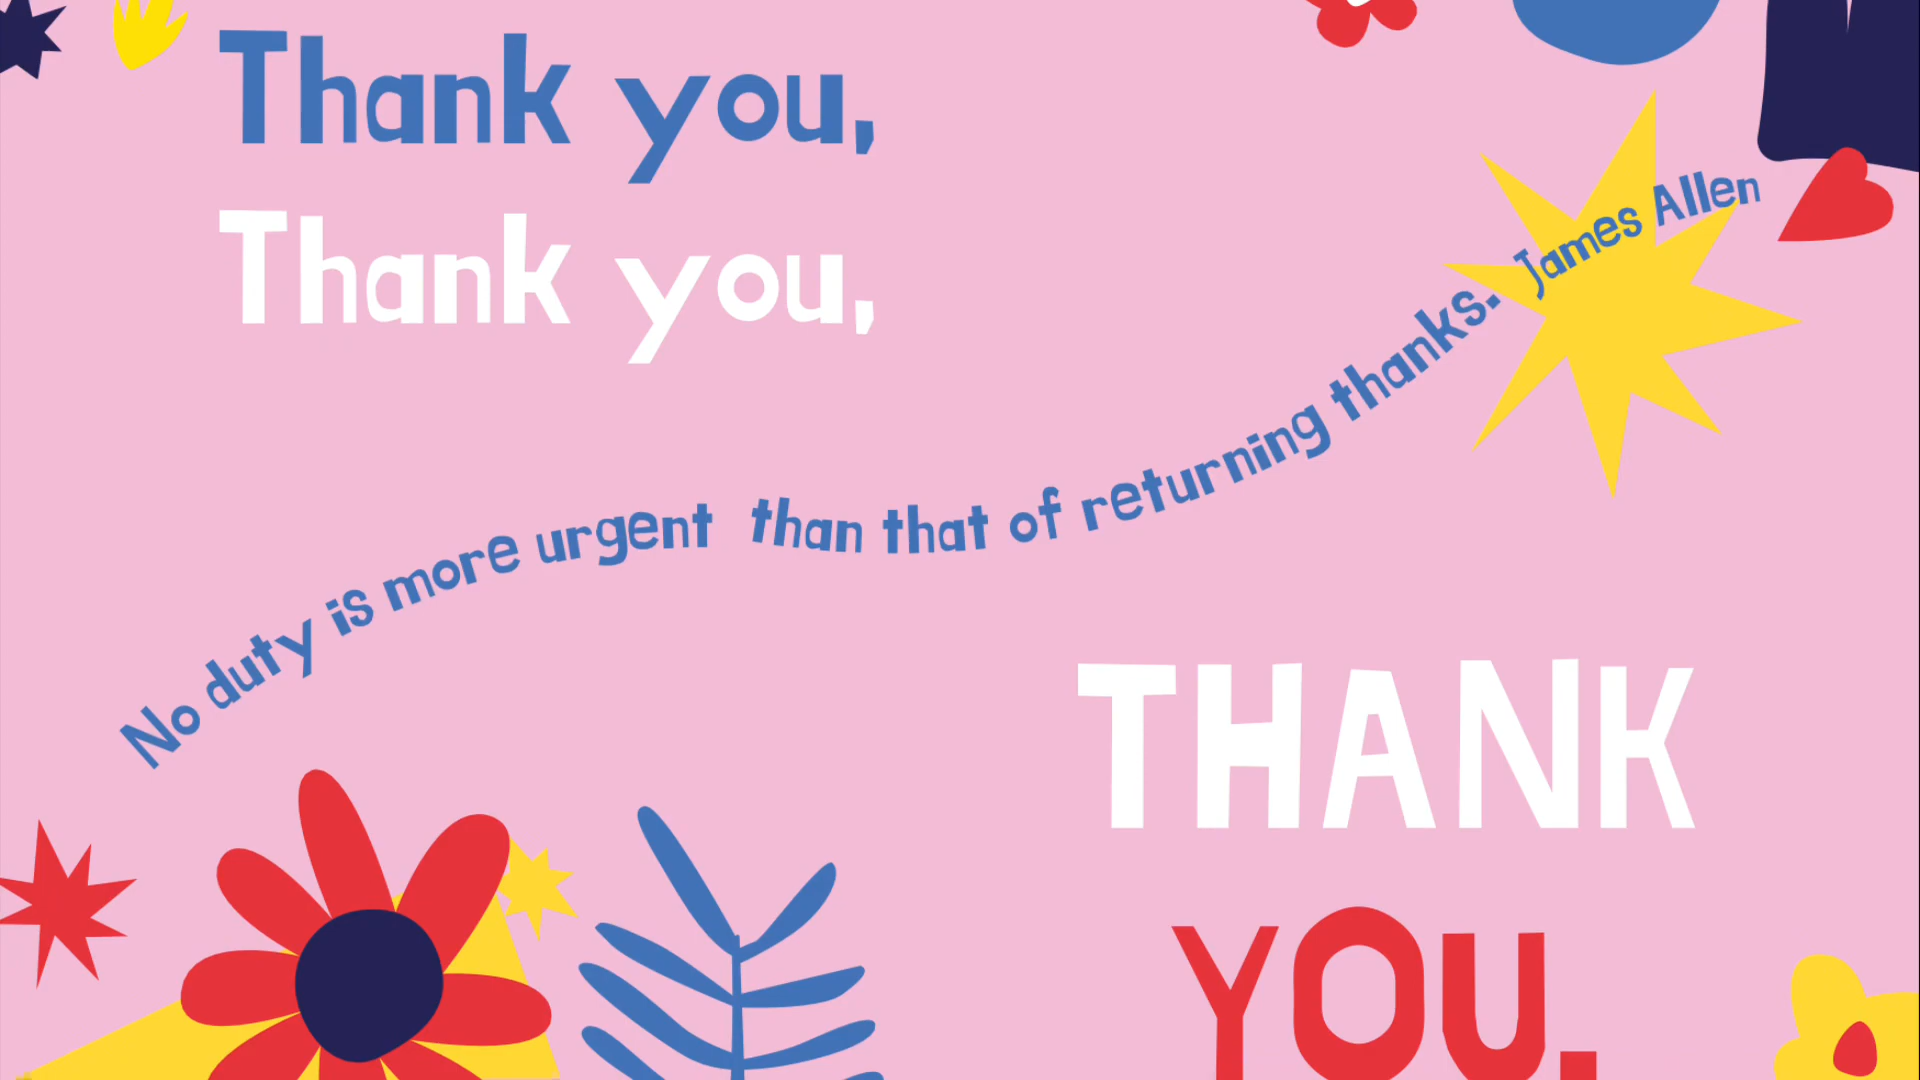 Thank you,
Thank you,
No duty is more urgent than that of returning thanks. James Allen
THANK
YOU.